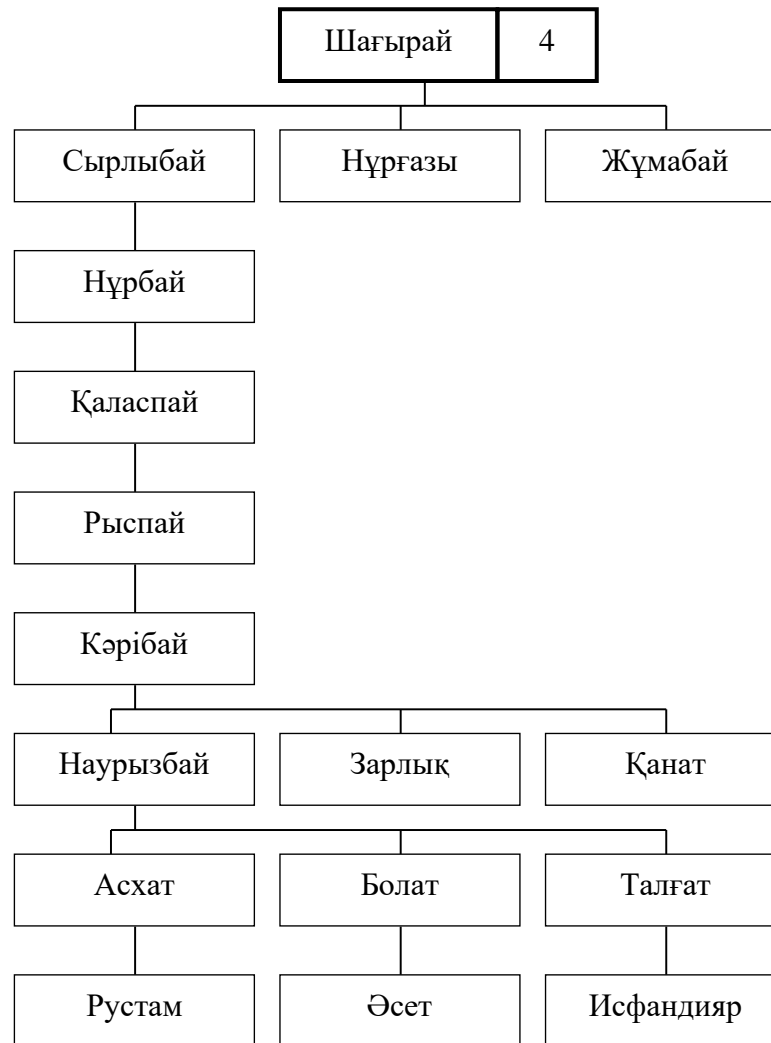 Шағырай 4
Сырлыбай Нұрғазы Жұмабай
Нұрбай
Қаласпай
Рыспай
Кәрібай
Наурызбай Зарлық Қанат
Асхат Болат Талғат
Рустам Әсет Исфандияр